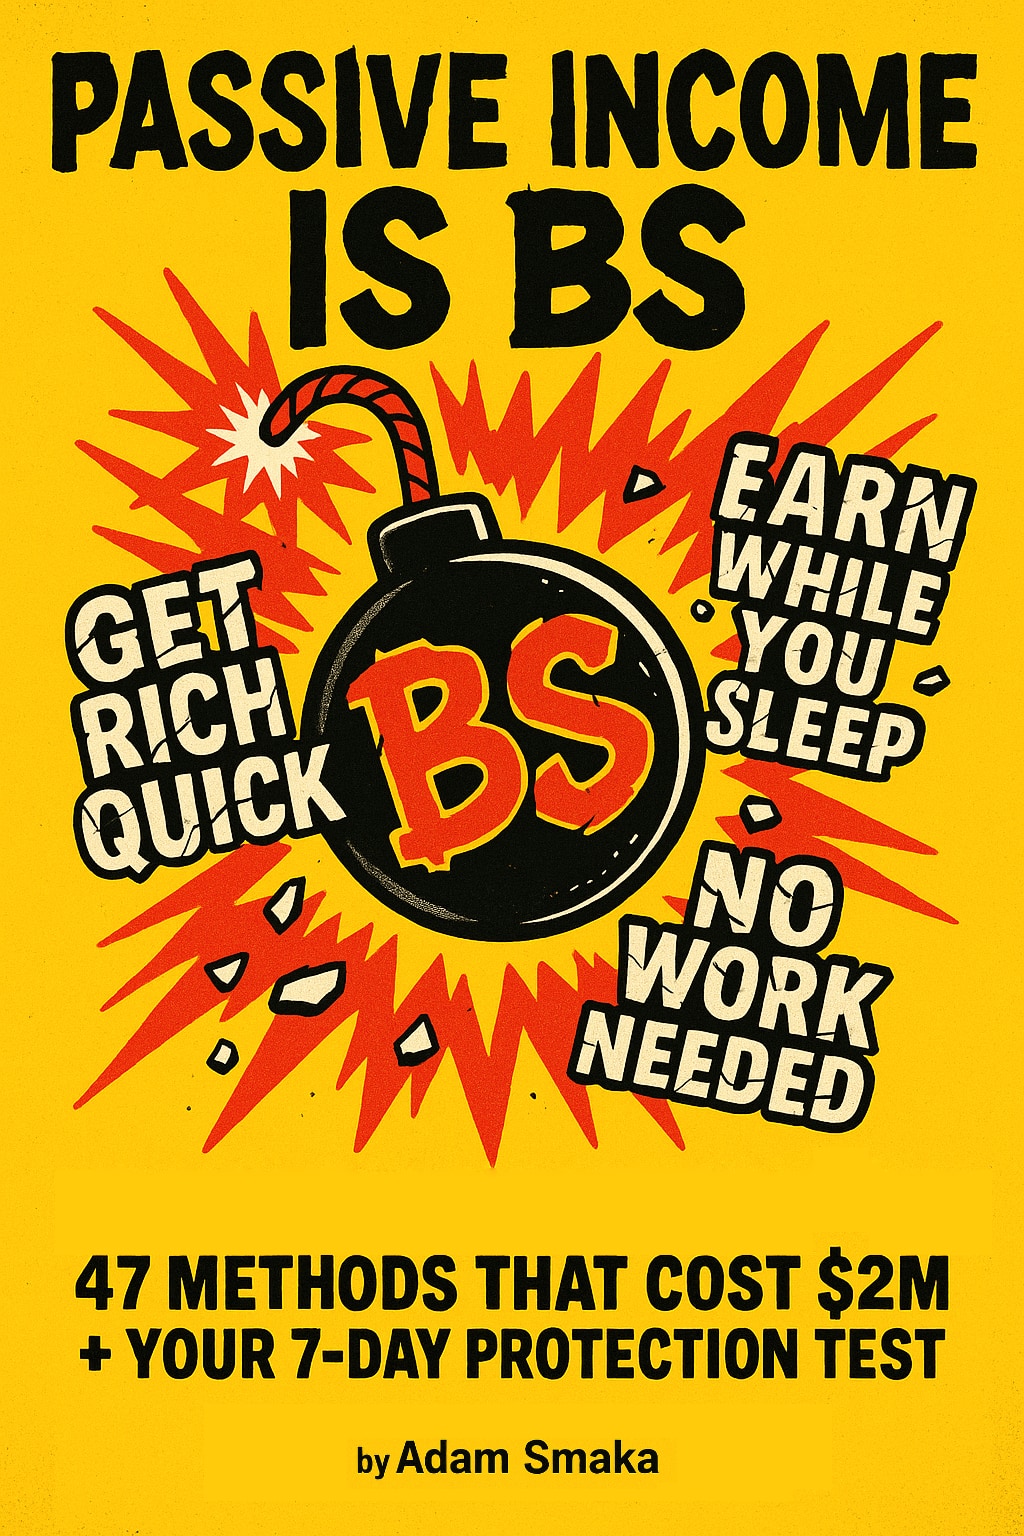 PASSIVE INCOME
IS BS
GET
RICH
QUICK
BS
EARN
WHILE
YOU
SLEEP
NO
WORK
NEEDED
47 METHODS THAT COST $2M
+ YOUR 7-DAY PROTECTION TEST
by Adam Smaka